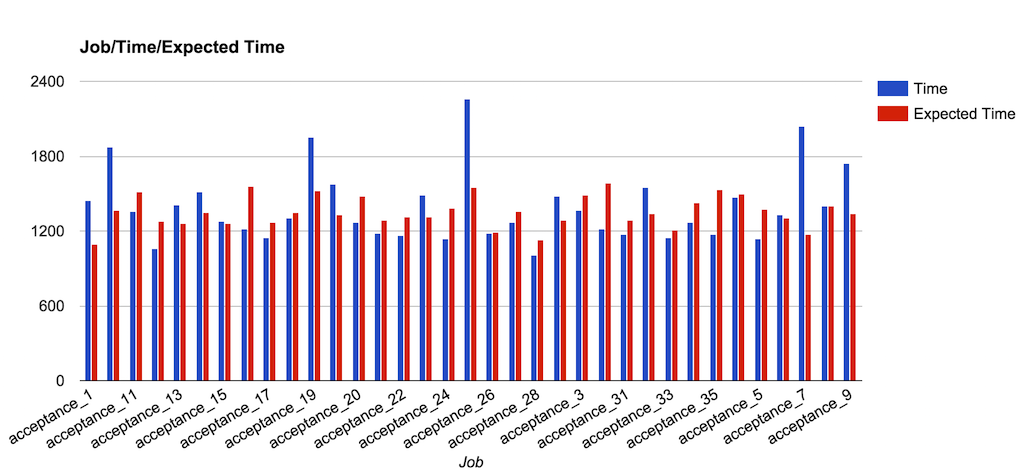 Job/Time/Expected Time
2400
1800
1200
600
0
Time
Expected Time
acceptance_1
acceptance_11
acceptance_13
acceptance_15
acceptance_17
acceptance_19
acceptance_20
acceptance_22
acceptance_24
acceptance_26
acceptance_28
acceptance_3
acceptance_31
acceptance_33
acceptance_35
acceptance_5
acceptance_7
acceptance_9
Job